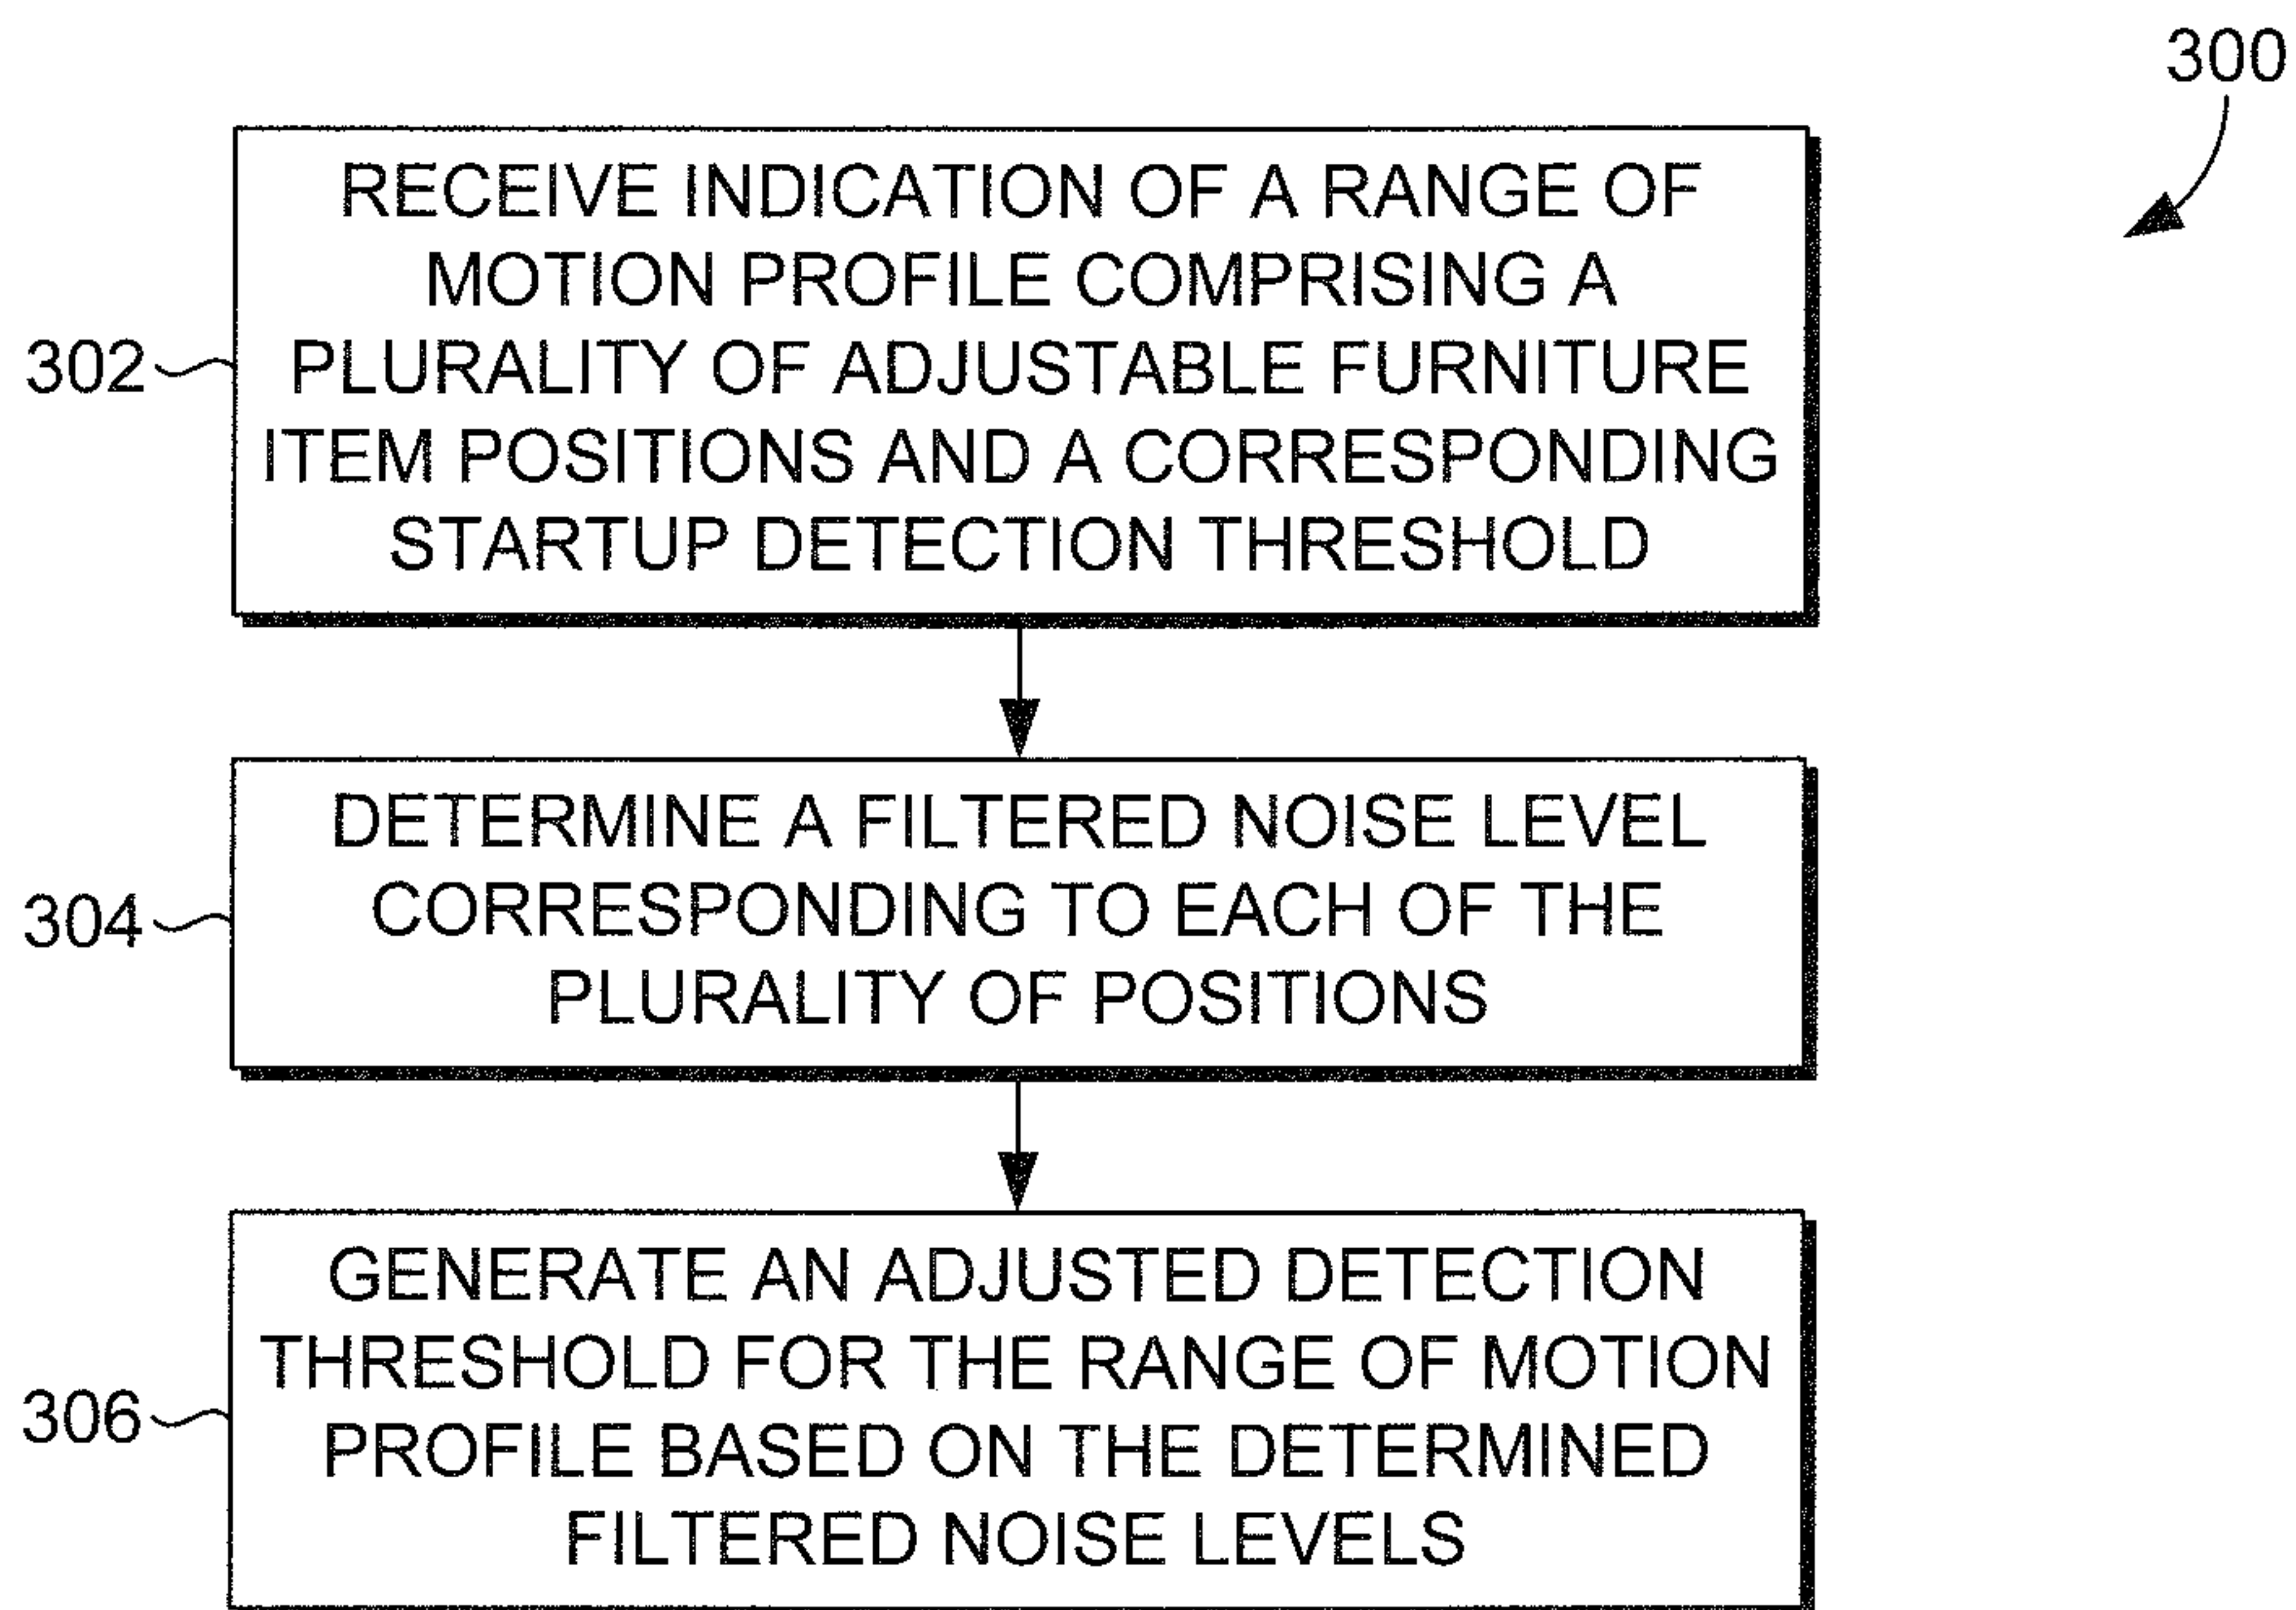 300
RECEIVE INDICATION OF A RANGE OF
MOTION PROFILE COMPRISING A
PLURALITY OF ADJUSTABLE FURNITURE
ITEM POSITIONS AND A CORRESPONDING
STARTUP DETECTION THRESHOLD
302
DETERMINE A FILTERED NOISE LEVEL
CORRESPONDING TO EACH OF THE
PLURALITY OF POSITIONS
304
GENERATE AN ADJUSTED DETECTION
THRESHOLD FOR THE RANGE OF MOTION
PROFILE BASED ON THE DETERMINED
FILTERED NOISE LEVELS
306